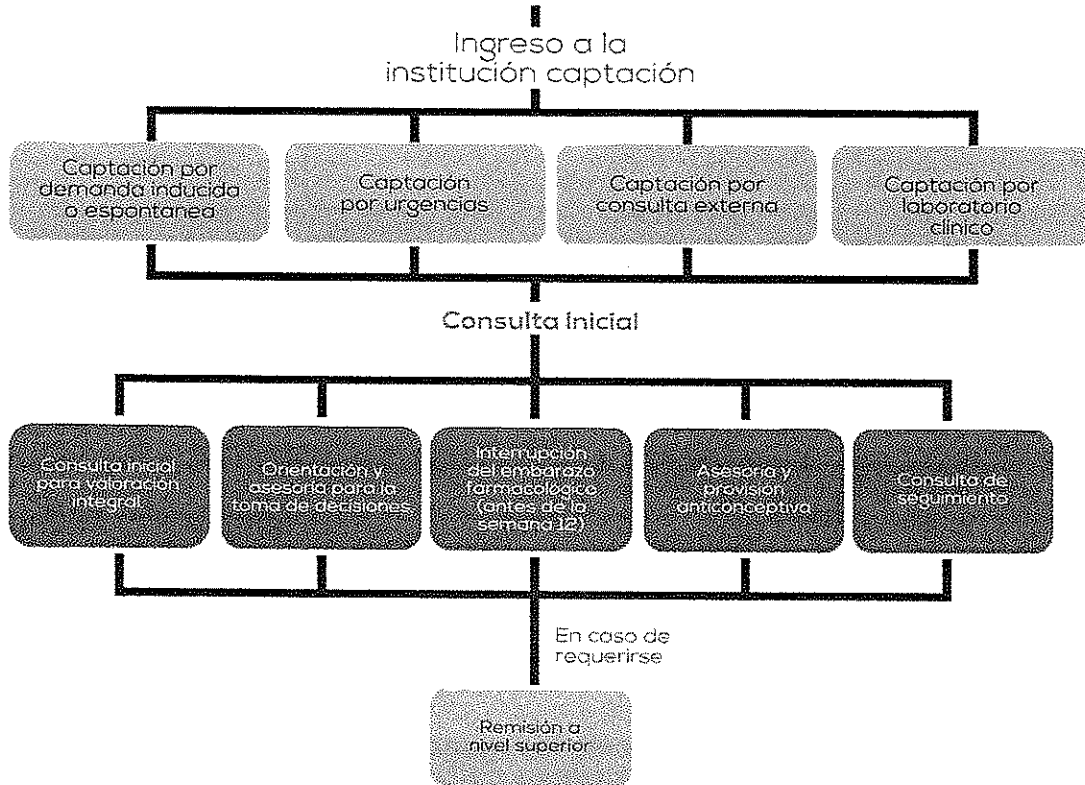 Ingreso a la
institución captación
Captación por
demanda inducida
o espontanea
Captación
por urgencias
Captación por
consulta externa
Captación por
laboratorio
clínico
Consulta Inicial
Consulta inicial
para valoración
integral
Orientación y
asesoría para la
toma de decisiones
Interrupción
del embarazo
farmacológico
(antes de la
semana 12)
Asesoría y
provisión
anticonceptiva
Consulta de
seguimiento
En caso de
requerirse
Remisión a
nivel superior